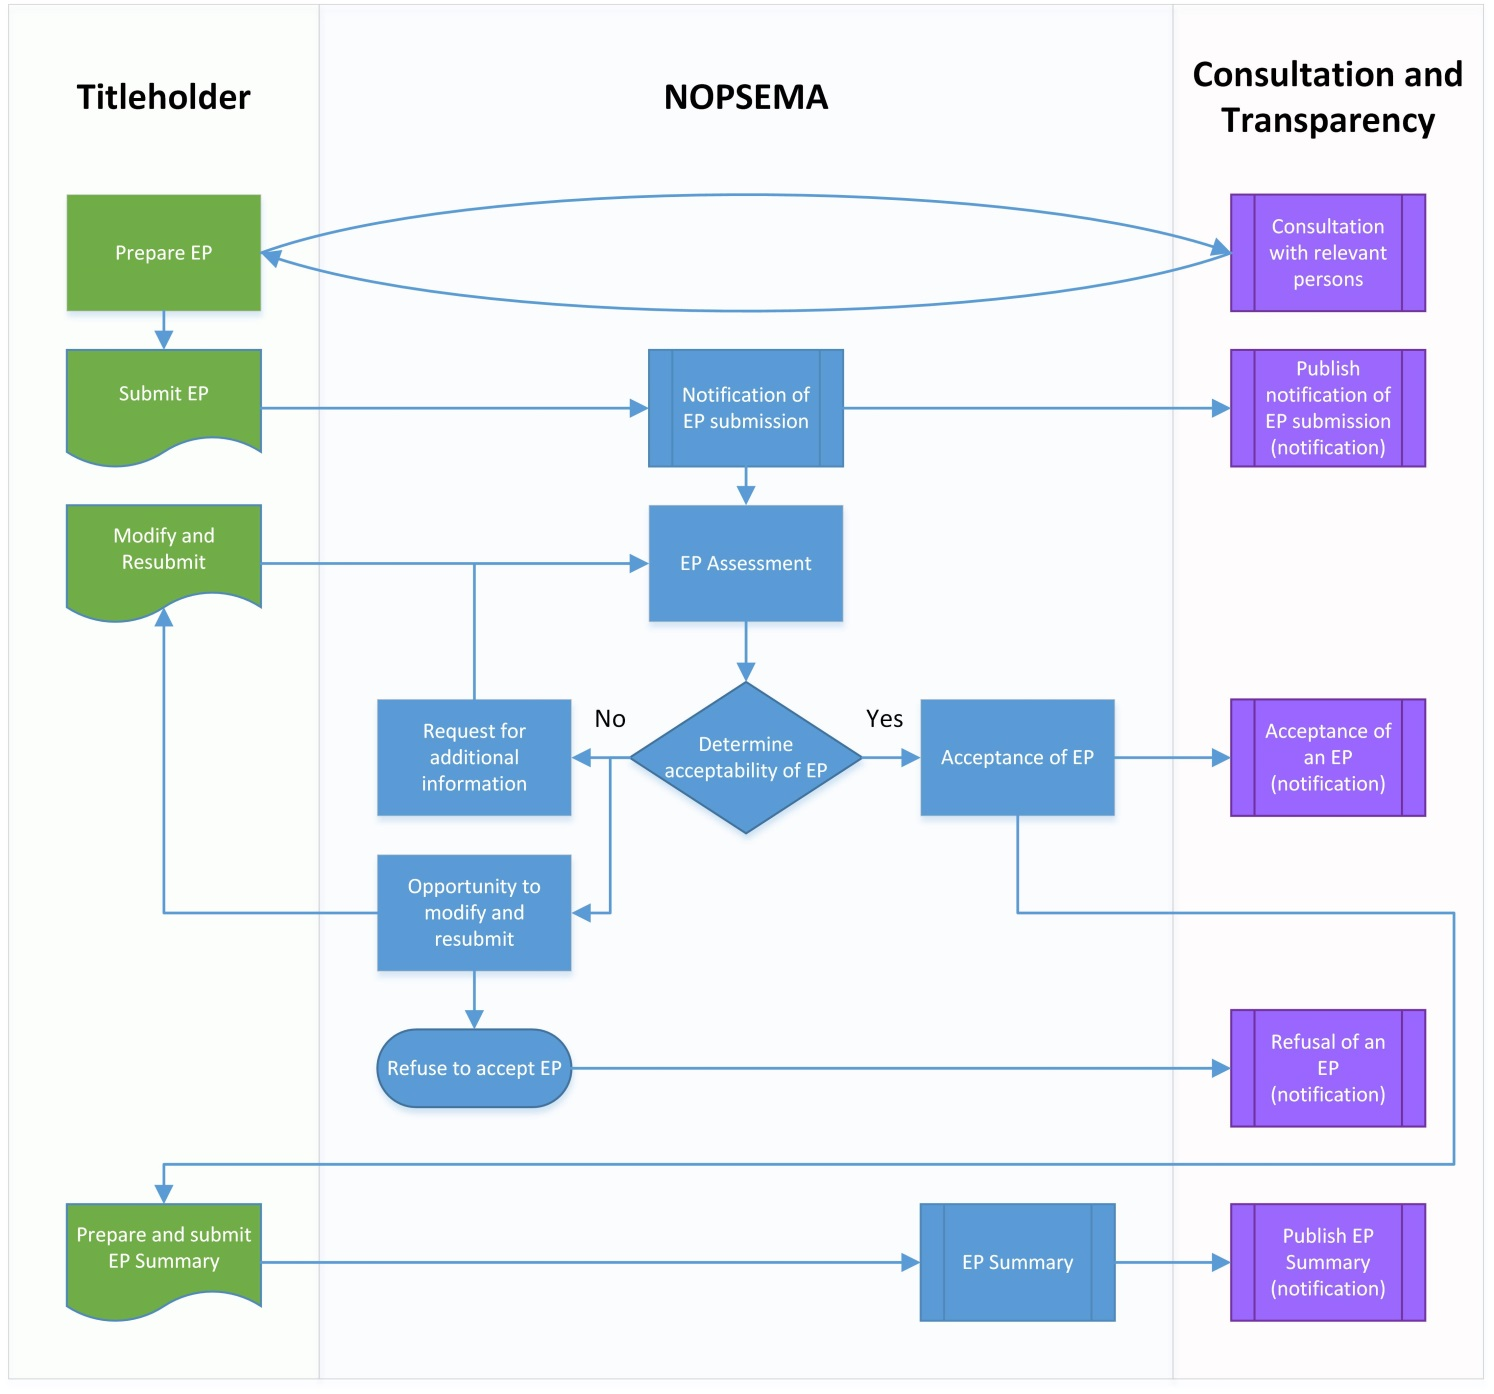 Titleholder
NOPSEMA
Consultation and
Transparency
Prepare EP
Consultation
with relevant
persons
Submit EP
Notification of
EP submission
Publish
notification of
EP submission
(notification)
Modify and
Resubmit
EP Assessment
No
Yes
Request for
additional
information
Determine
acceptability of EP
Acceptance of EP
Acceptance of
an EP
(notification)
Opportunity to
modify and
resubmit
Refuse to accept EP
Refusal of an
EP
(notification)
Prepare and submit
EP Summary
EP Summary
Publish EP
Summary
(notification)